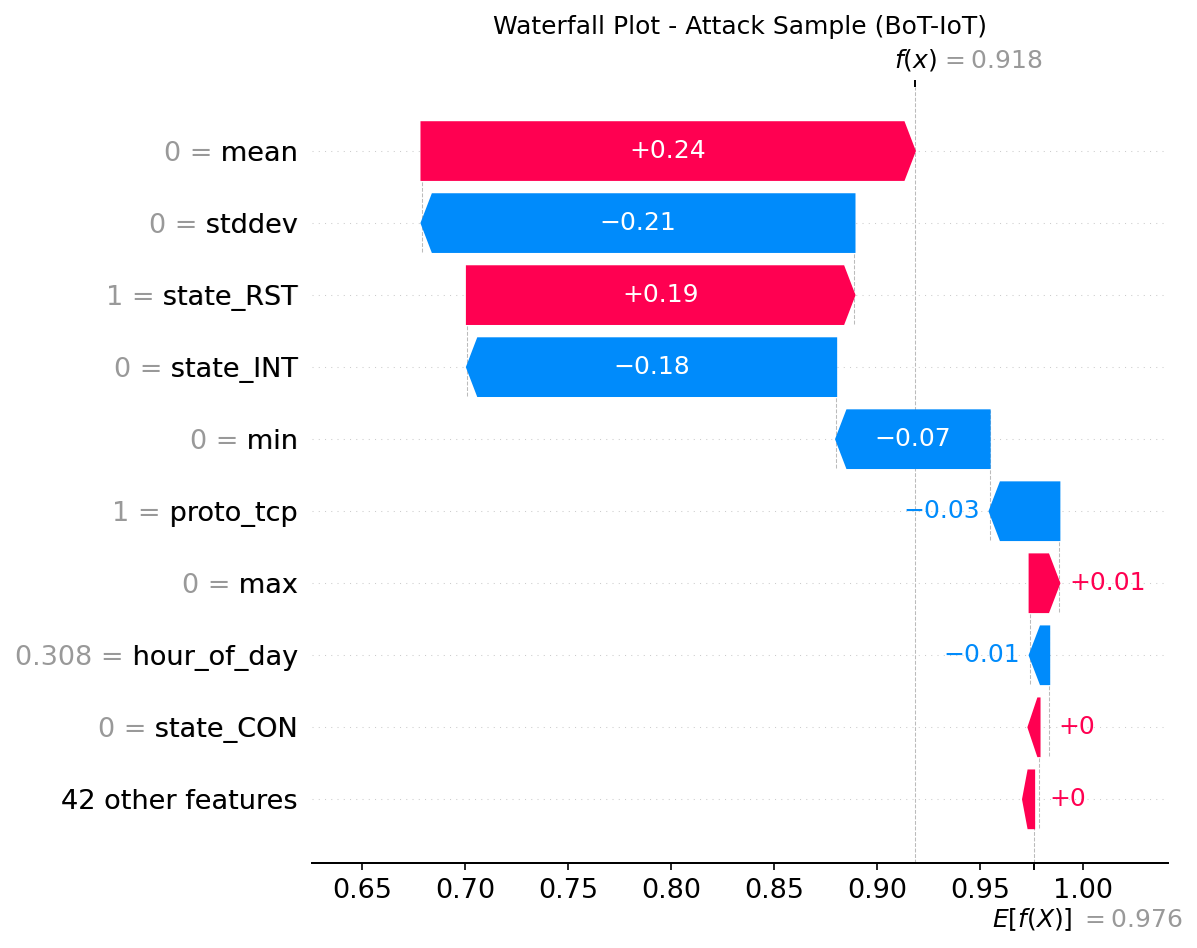 Waterfall Plot - Attack Sample (BoT-IoT)
f(x) = 0.918
0 = mean
+0.24
0 = stddev
−0.21
1 = state_RST
+0.19
0 = state_INT
−0.18
0 = min
−0.07
1 = proto_tcp
−0.03
0 = max
+0.01
0.308 = hour_of_day
−0.01
0 = state_CON
+0
42 other features
+0
0.65 0.70 0.75 0.80 0.85 0.90 0.95 1.00
E[f(X)] = 0.976